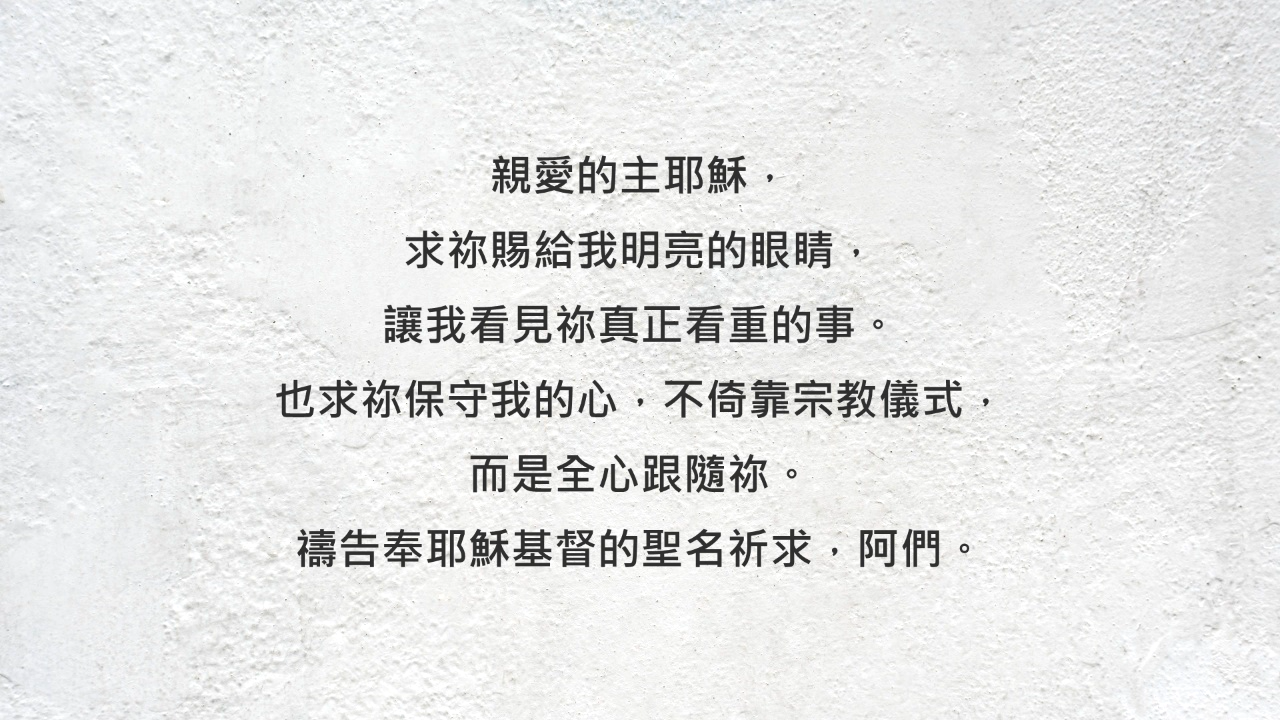 親愛的主耶穌，
求祢賜給我明亮的眼睛，
讓我看見祢真正看重的事。
也求祢保守我的心，不倚靠宗教儀式，
而是全心跟隨祢。
禱告奉耶穌基督的聖名祈求，阿們。